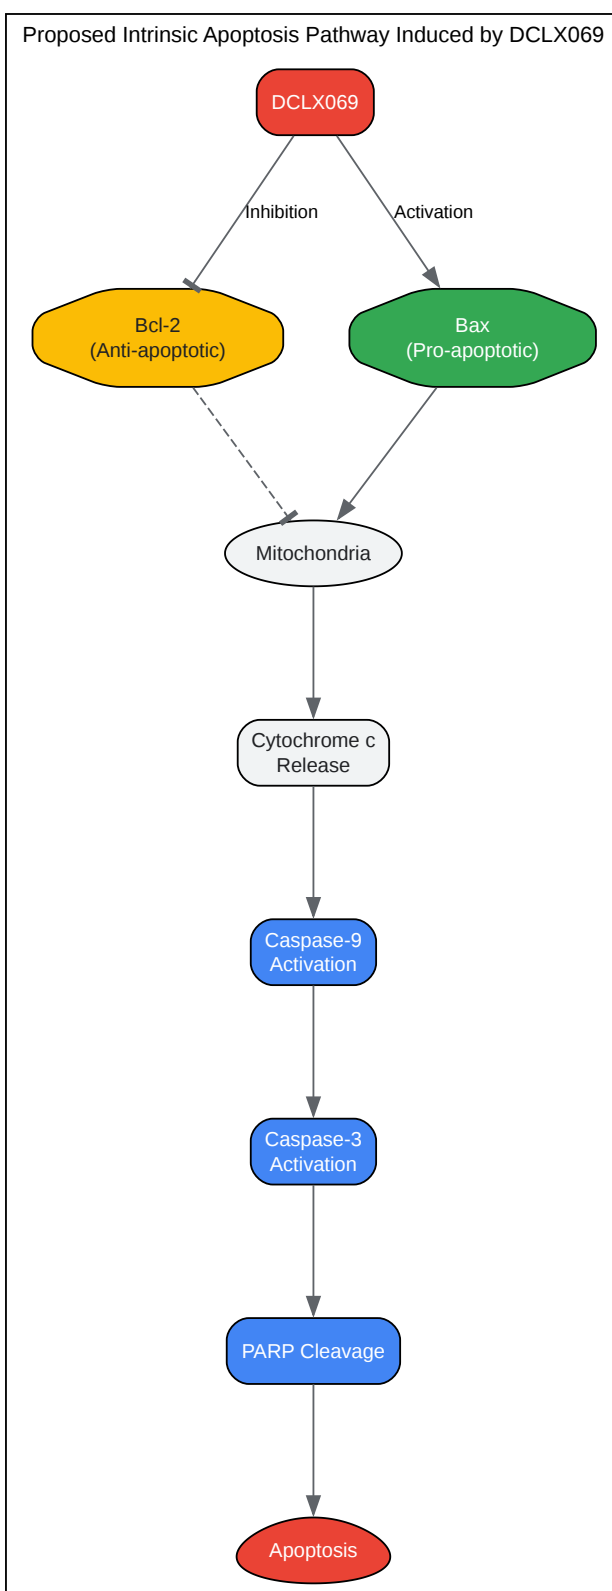 Proposed Intrinsic Apoptosis Pathway Induced by DCLX069
DCLX069
Inhibition
Activation
Bcl-2
(Anti-apoptotic)
Bax
(Pro-apoptotic)
Mitochondria
Cytochrome c
Release
Caspase-9
Activation
Caspase-3
Activation
PARP Cleavage
Apoptosis